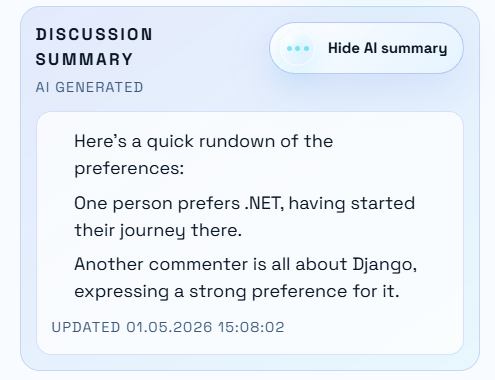 DISCUSSION
SUMMARY
Hide AI summary
AI GENERATED
Here's a quick rundown of the
preferences:
One person prefers .NET, having started
their journey there.
Another commenter is all about Django,
expressing a strong preference for it.
UPDATED 01.05.2026 15:08:02